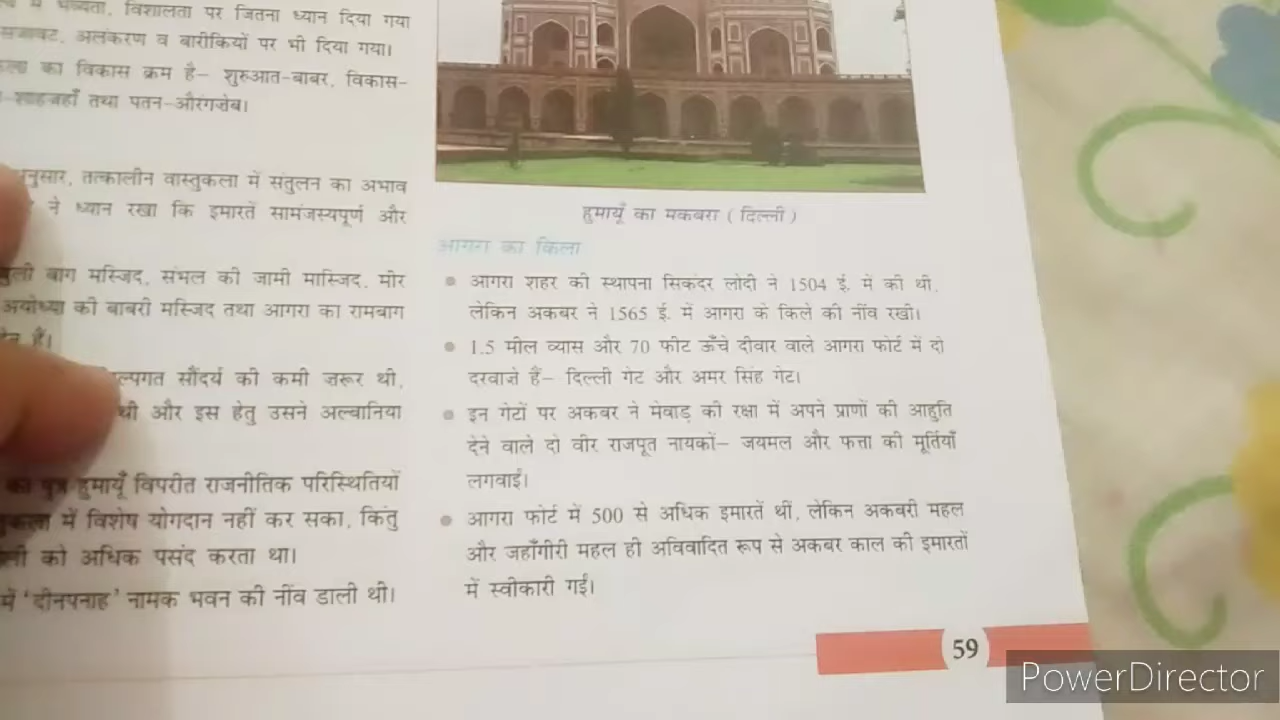 भव्यता, विशालता पर जितना ध्यान दिया गया
सजावट, अलंकरण व बारीकियों पर भी दिया गया।
का विकास क्रम है– शुरुआत-बाबर, विकास-
शाहजहाँ तथा पतन-औरंगज़ेब।
अनुसार, तत्कालीन वास्तुकला में संतुलन का अभाव
ने ध्यान रखा कि इमारतें सामंजस्यपूर्ण और
बाग मस्जिद, संभल की जामी मास्जिद, मीर
अयोध्या की बाबरी मस्जिद तथा आगरा का रामबाग
हैं।
सौंदर्य की कमी ज़रूर थी,
थी और इस हेतु उसने अल्बानिया
पुत्र हुमायूँ विपरीत राजनीतिक परिस्थितियों
में विशेष योगदान नहीं कर सका, किंतु
को अधिक पसंद करता था।
में 'दीनपनाह' नामक भवन की नींव डाली थी।
हुमायूँ का मकबरा (दिल्ली)
आगरा का किला
• आगरा शहर की स्थापना सिकंदर लोदी ने 1504 ई. में की थी,
लेकिन अकबर ने 1565 ई. में आगरा के किले की नींव रखी।
• 1.5 मील व्यास और 70 फीट ऊँचे दीवार वाले आगरा फोर्ट में दो
दरवाज़े हैं– दिल्ली गेट और अमर सिंह गेट।
• इन गेटों पर अकबर ने मेवाड़ की रक्षा में अपने प्राणों की आहुति
देने वाले दो वीर राजपूत नायकों– जयमल और फत्ता की मूर्तियाँ
लगवाईं।
• आगरा फोर्ट में 500 से अधिक इमारतें थीं, लेकिन अकबरी महल
और जहाँगीरी महल ही अविवादित रूप से अकबर काल की इमारतों
में स्वीकारी गईं।
59
PowerDirector